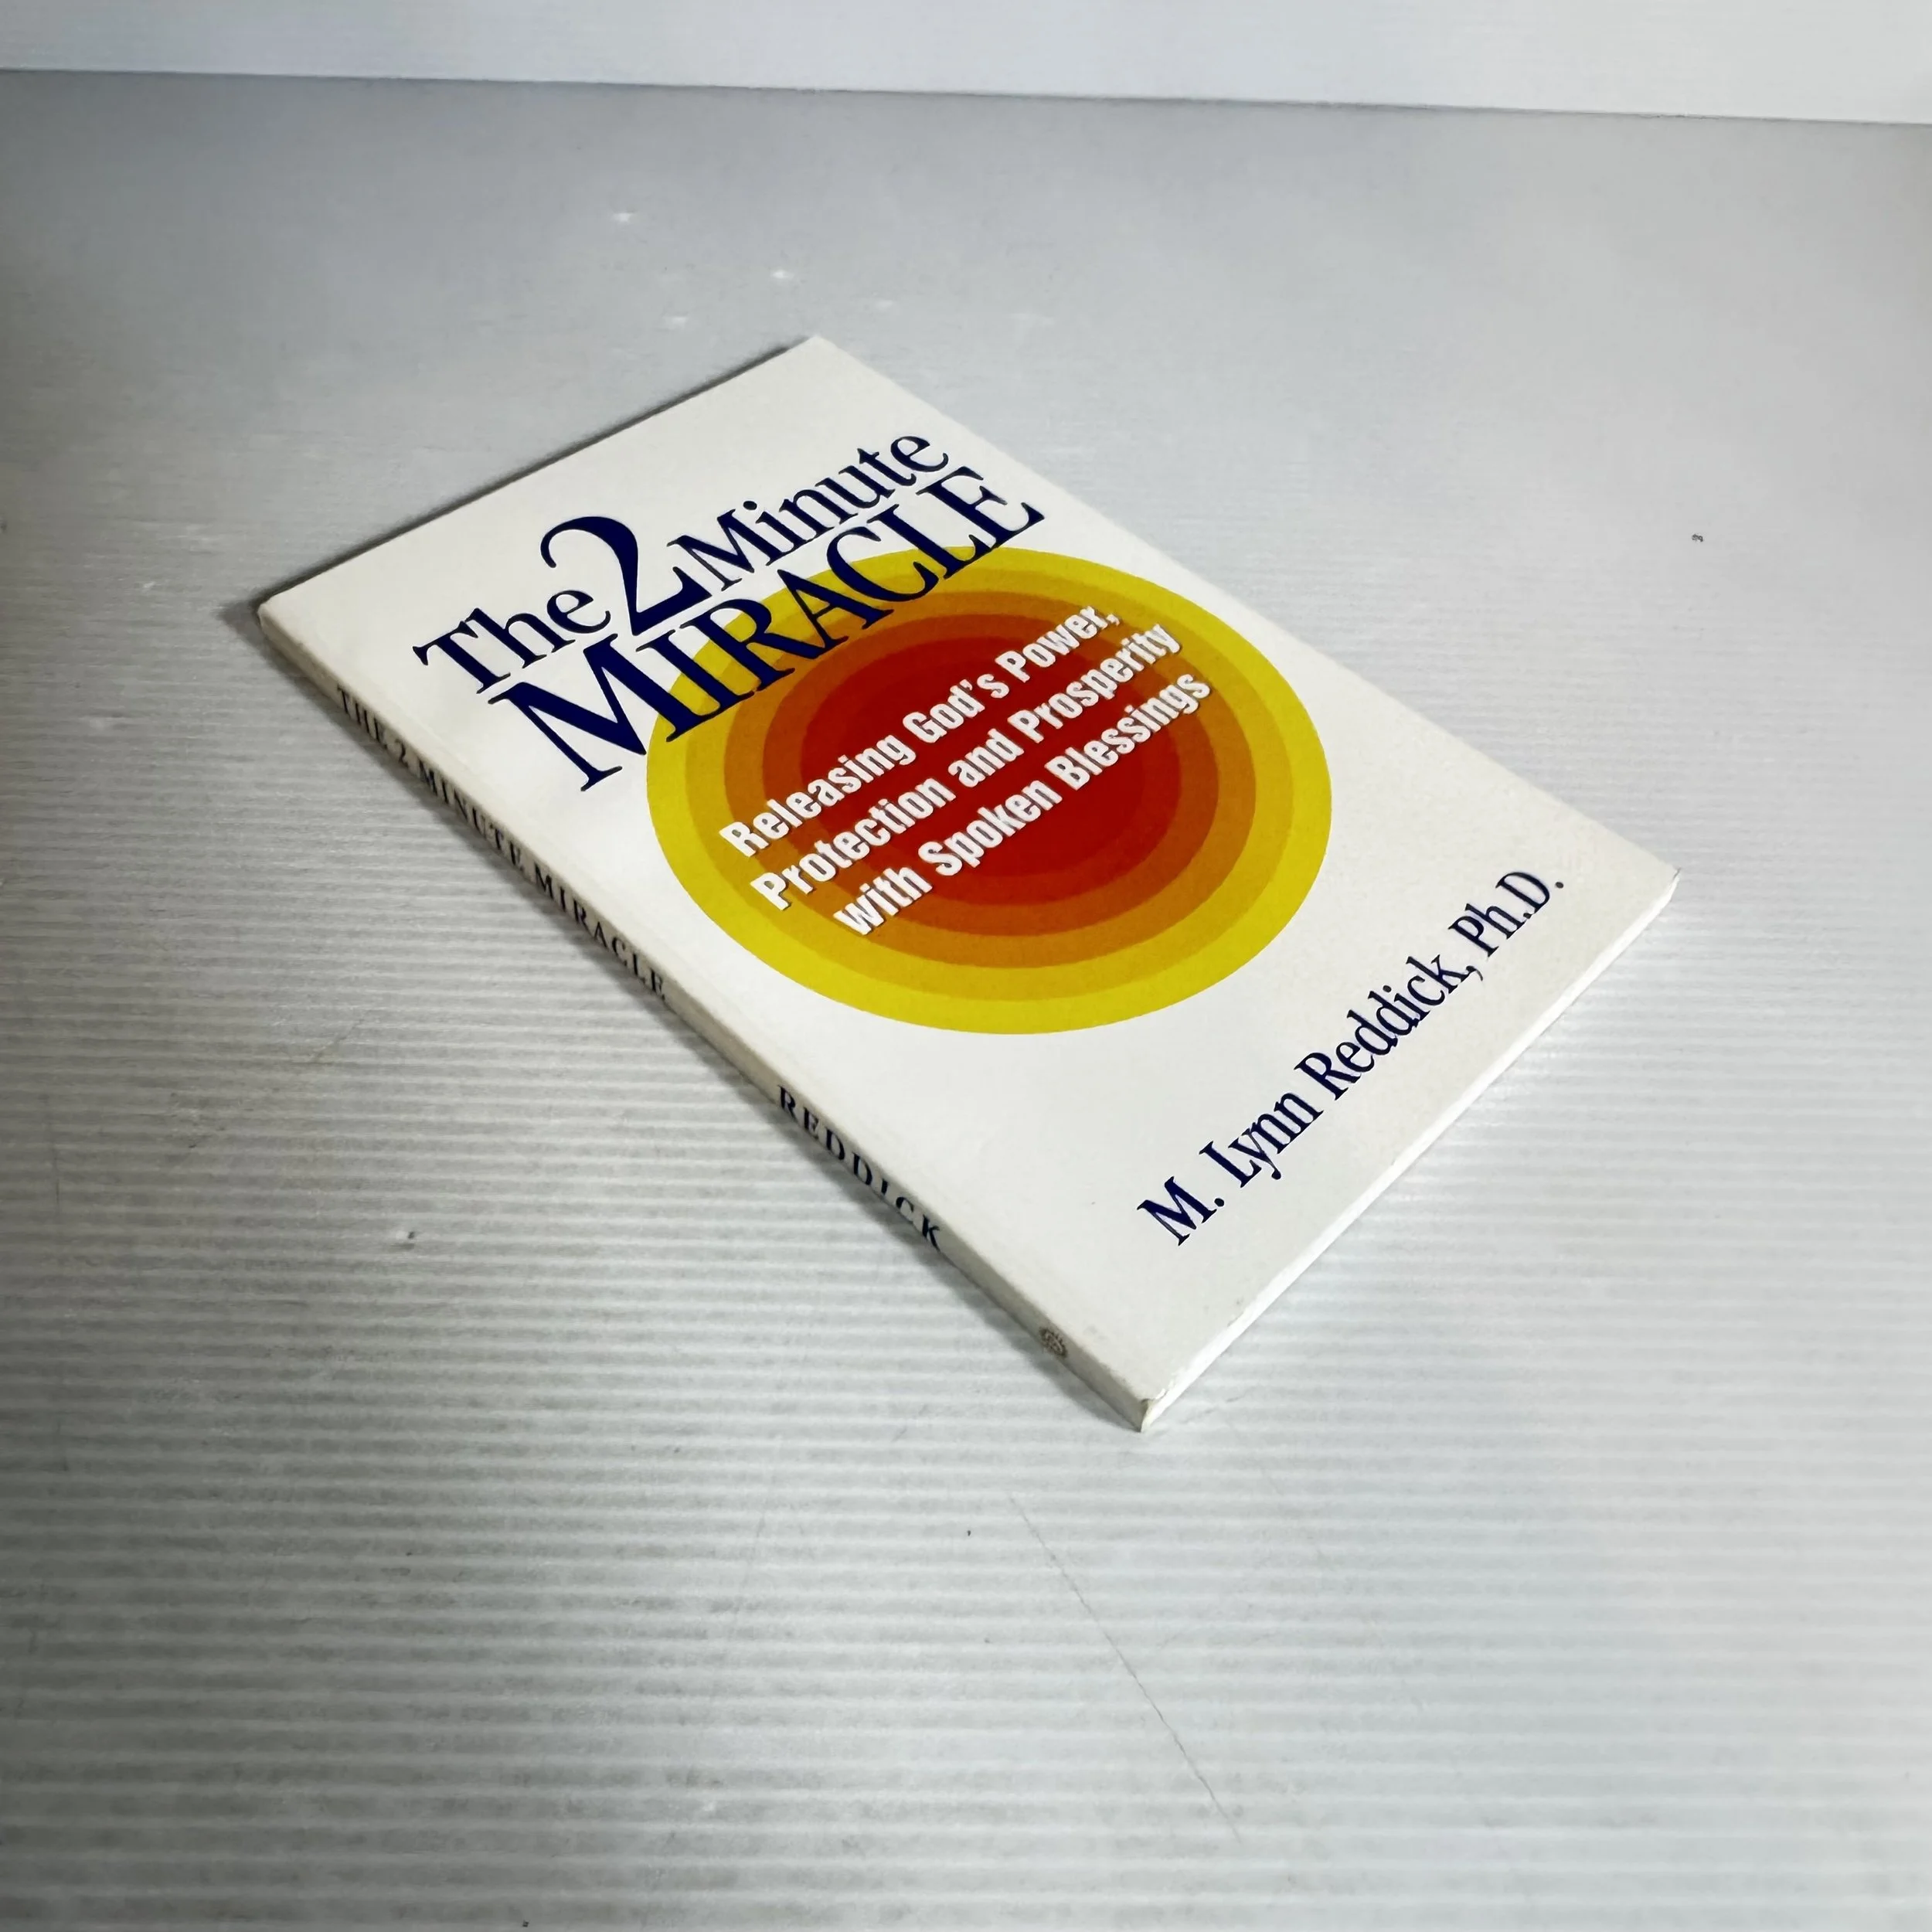 The 2 Minute
MIRACLE
Releasing God's Power,
Protection and Prosperity
with Spoken Blessings
M. Lynn Reddick, Ph.D.
THE 2 MINUTE MIRACLE
REDDICK